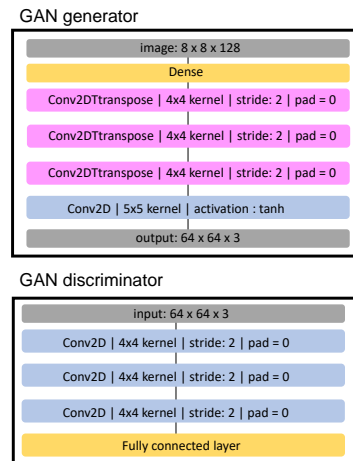 GAN generator
image: 8 x 8 x 128
Dense
Conv2DTtranspose | 4x4 kernel | stride: 2 | pad = 0
Conv2DTtranspose | 4x4 kernel | stride: 2 | pad = 0
Conv2DTtranspose | 4x4 kernel | stride: 2 | pad = 0
Conv2D | 5x5 kernel | activation : tanh
output: 64 x 64 x 3
GAN discriminator
input: 64 x 64 x 3
Conv2D | 4x4 kernel | stride: 2 | pad = 0
Conv2D | 4x4 kernel | stride: 2 | pad = 0
Conv2D | 4x4 kernel | stride: 2 | pad = 0
Fully connected layer